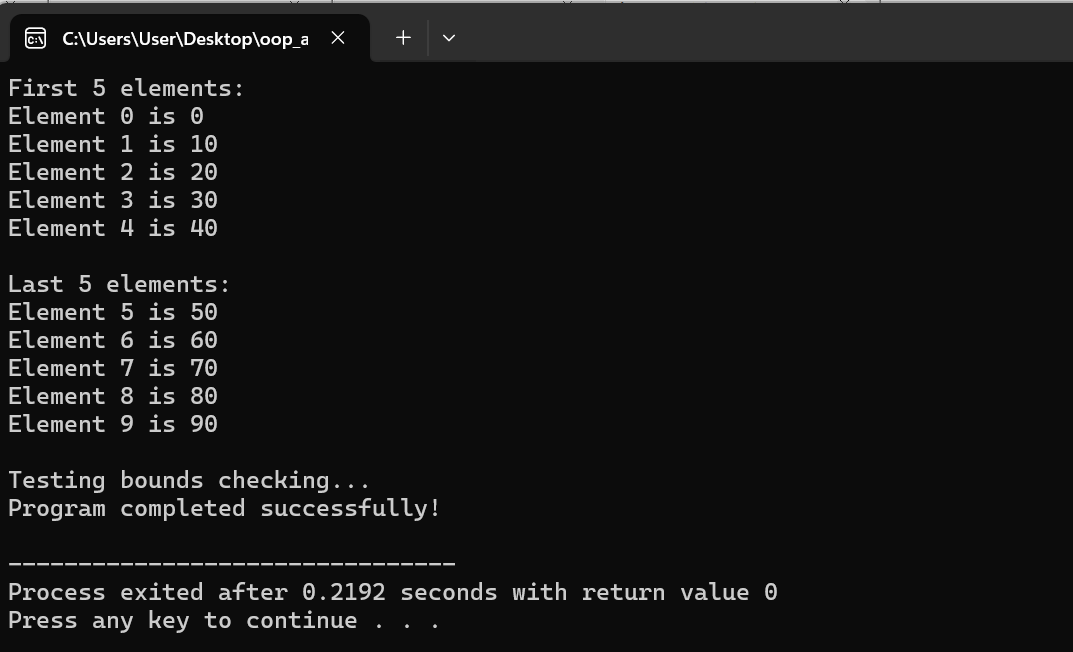 C:\Users\User\Desktop\oop_a
First 5 elements:
Element 0 is 0
Element 1 is 10
Element 2 is 20
Element 3 is 30
Element 4 is 40
Last 5 elements:
Element 5 is 50
Element 6 is 60
Element 7 is 70
Element 8 is 80
Element 9 is 90
Testing bounds checking...
Program completed successfully!
--------------------------------
Process exited after 0.2192 seconds with return value 0
Press any key to continue . . .